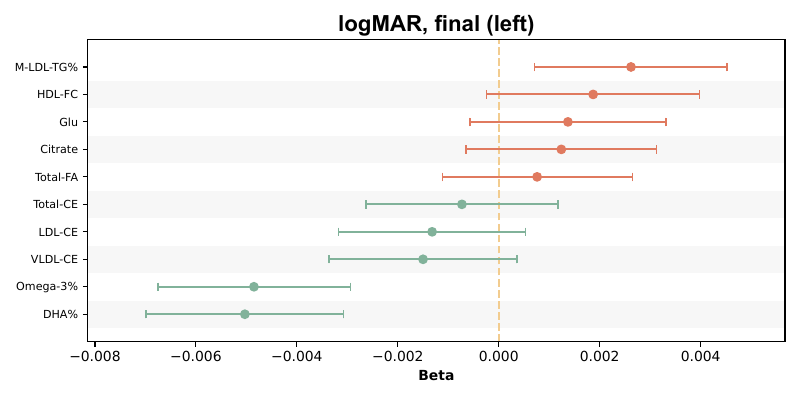 logMAR, final (left)
M-LDL-TG%
HDL-FC
Glu
Citrate
Total-FA
Total-CE
LDL-CE
VLDL-CE
Omega-3%
DHA%
−0.008 −0.006 −0.004 −0.002 0.000 0.002 0.004
Beta